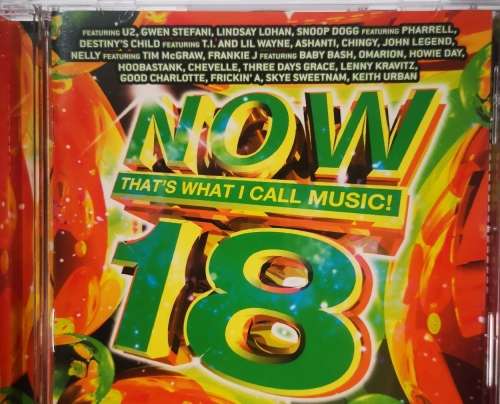 FEATURING U2, GWEN STEFANI, LINDSAY LOHAN, SNOOP DOGG FEATURING PHARRELL,
DESTINY'S CHILD FEATURING T.I. AND LIL WAYNE, ASHANTI, CHINGY, JOHN LEGEND,
NELLY FEATURING TIM McGRAW, FRANKIE J FEATURING BABY BASH, OMARION, HOWIE DAY,
HOOBASTANK, CHEVELLE, THREE DAYS GRACE, LENNY KRAVITZ,
GOOD CHARLOTTE, FRICKIN' A, SKYE SWEETNAM, KEITH URBAN
NOW
THAT'S WHAT I CALL MUSIC!
18